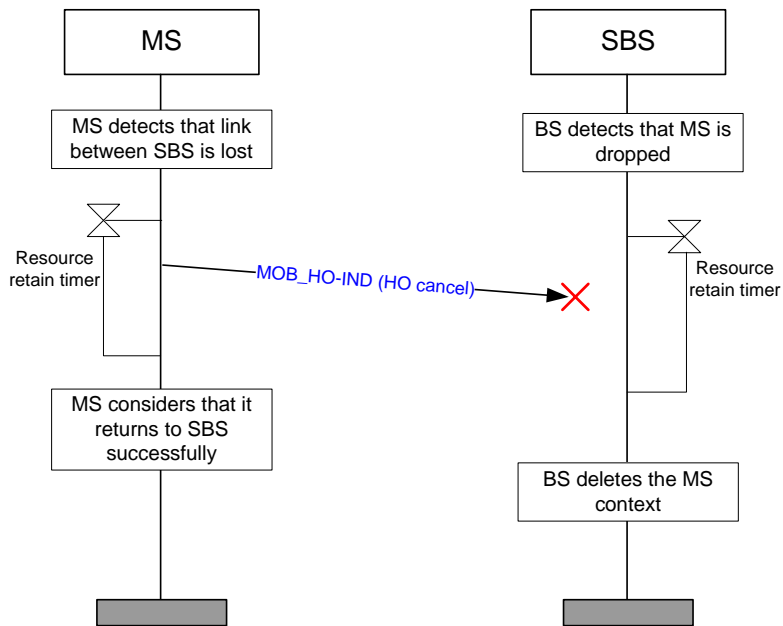 MS
SBS
MS detects that link
between SBS is lost
BS detects that MS is
dropped
Resource
retain timer
MOB_HO-IND (HO cancel)
Resource
retain timer
MS considers that it
returns to SBS
successfully
BS deletes the MS
context